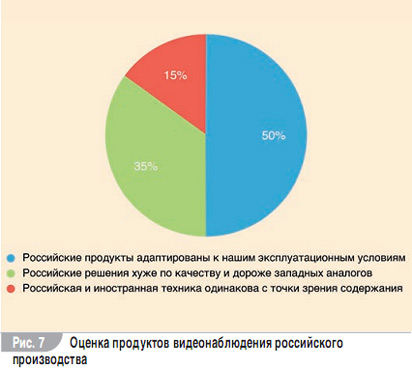 15%
50%
35%
Российские продукты адаптированы к нашим эксплуатационным условиям
Российские решения хуже по качеству и дороже западных аналогов
Российская и иностранная техника одинакова с точки зрения содержания
Рис. 7 Оценка продуктов видеонаблюдения российского
производства